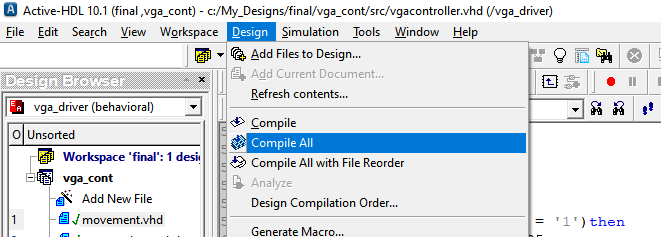 Active-HDL 10.1 (final ,vga_cont) - c:/My_Designs/final/vga_cont/src/vgacontroller.vhd (/vga_driver)
File Edit Search View Workspace Design Simulation Tools Window Help
Add Files to Design...
Add Current Document...
Refresh contents...
Compile
Compile All
Compile All with File Reorder
Analyze
Design Compilation Order...
Generate Macro...
Design Browser
vga_driver (behavioral)
O Unsorted
Workspace 'final': 1 desig
vga_cont
Add New File
1 movement.vhd
= '1')then